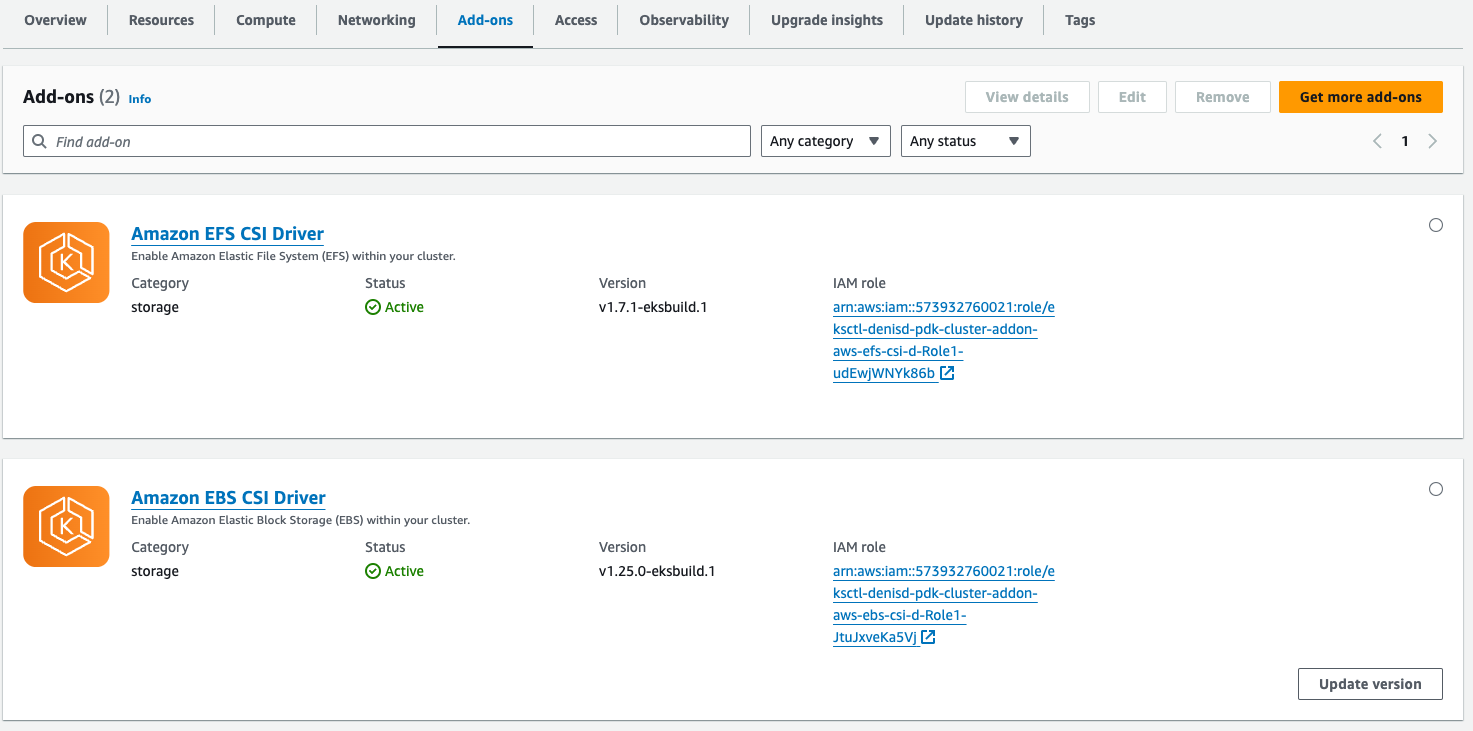 Overview Resources Compute Networking Add-ons Access Observability Upgrade insights Update history Tags
Add-ons (2) Info
View details Edit Remove Get more add-ons
Find add-on Any category Any status 1
Amazon EFS CSI Driver
Enable Amazon Elastic File System (EFS) within your cluster.
Category Status Version IAM role
storage Active v1.7.1-eksbuild.1 arn:aws:iam::573932760021:role/e
ksctl-denisd-pdk-cluster-addon-
aws-efs-csi-d-Role1-
udEwjWNYk86b
Amazon EBS CSI Driver
Enable Amazon Elastic Block Storage (EBS) within your cluster.
Category Status Version IAM role
storage Active v1.25.0-eksbuild.1 arn:aws:iam::573932760021:role/e
ksctl-denisd-pdk-cluster-addon-
aws-ebs-csi-d-Role1-
JtuJxveKa5Vj
Update version